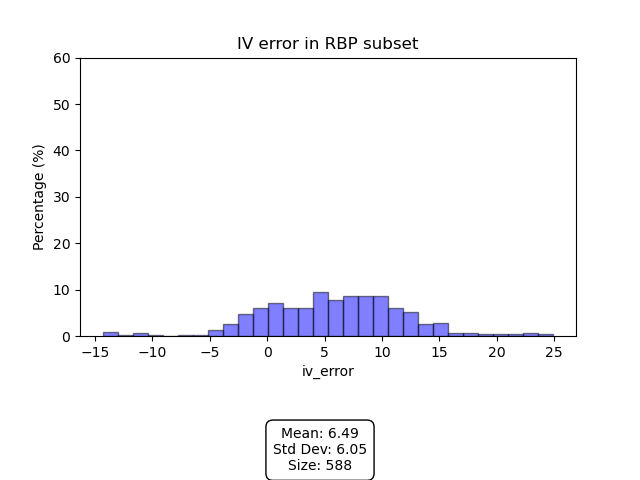 IV error in RBP subset
60
50
40
30
20
10
0
Percentage (%)
−15 −10 −5 0 5 10 15 20 25
iv_error
Mean: 6.49
Std Dev: 6.05
Size: 588